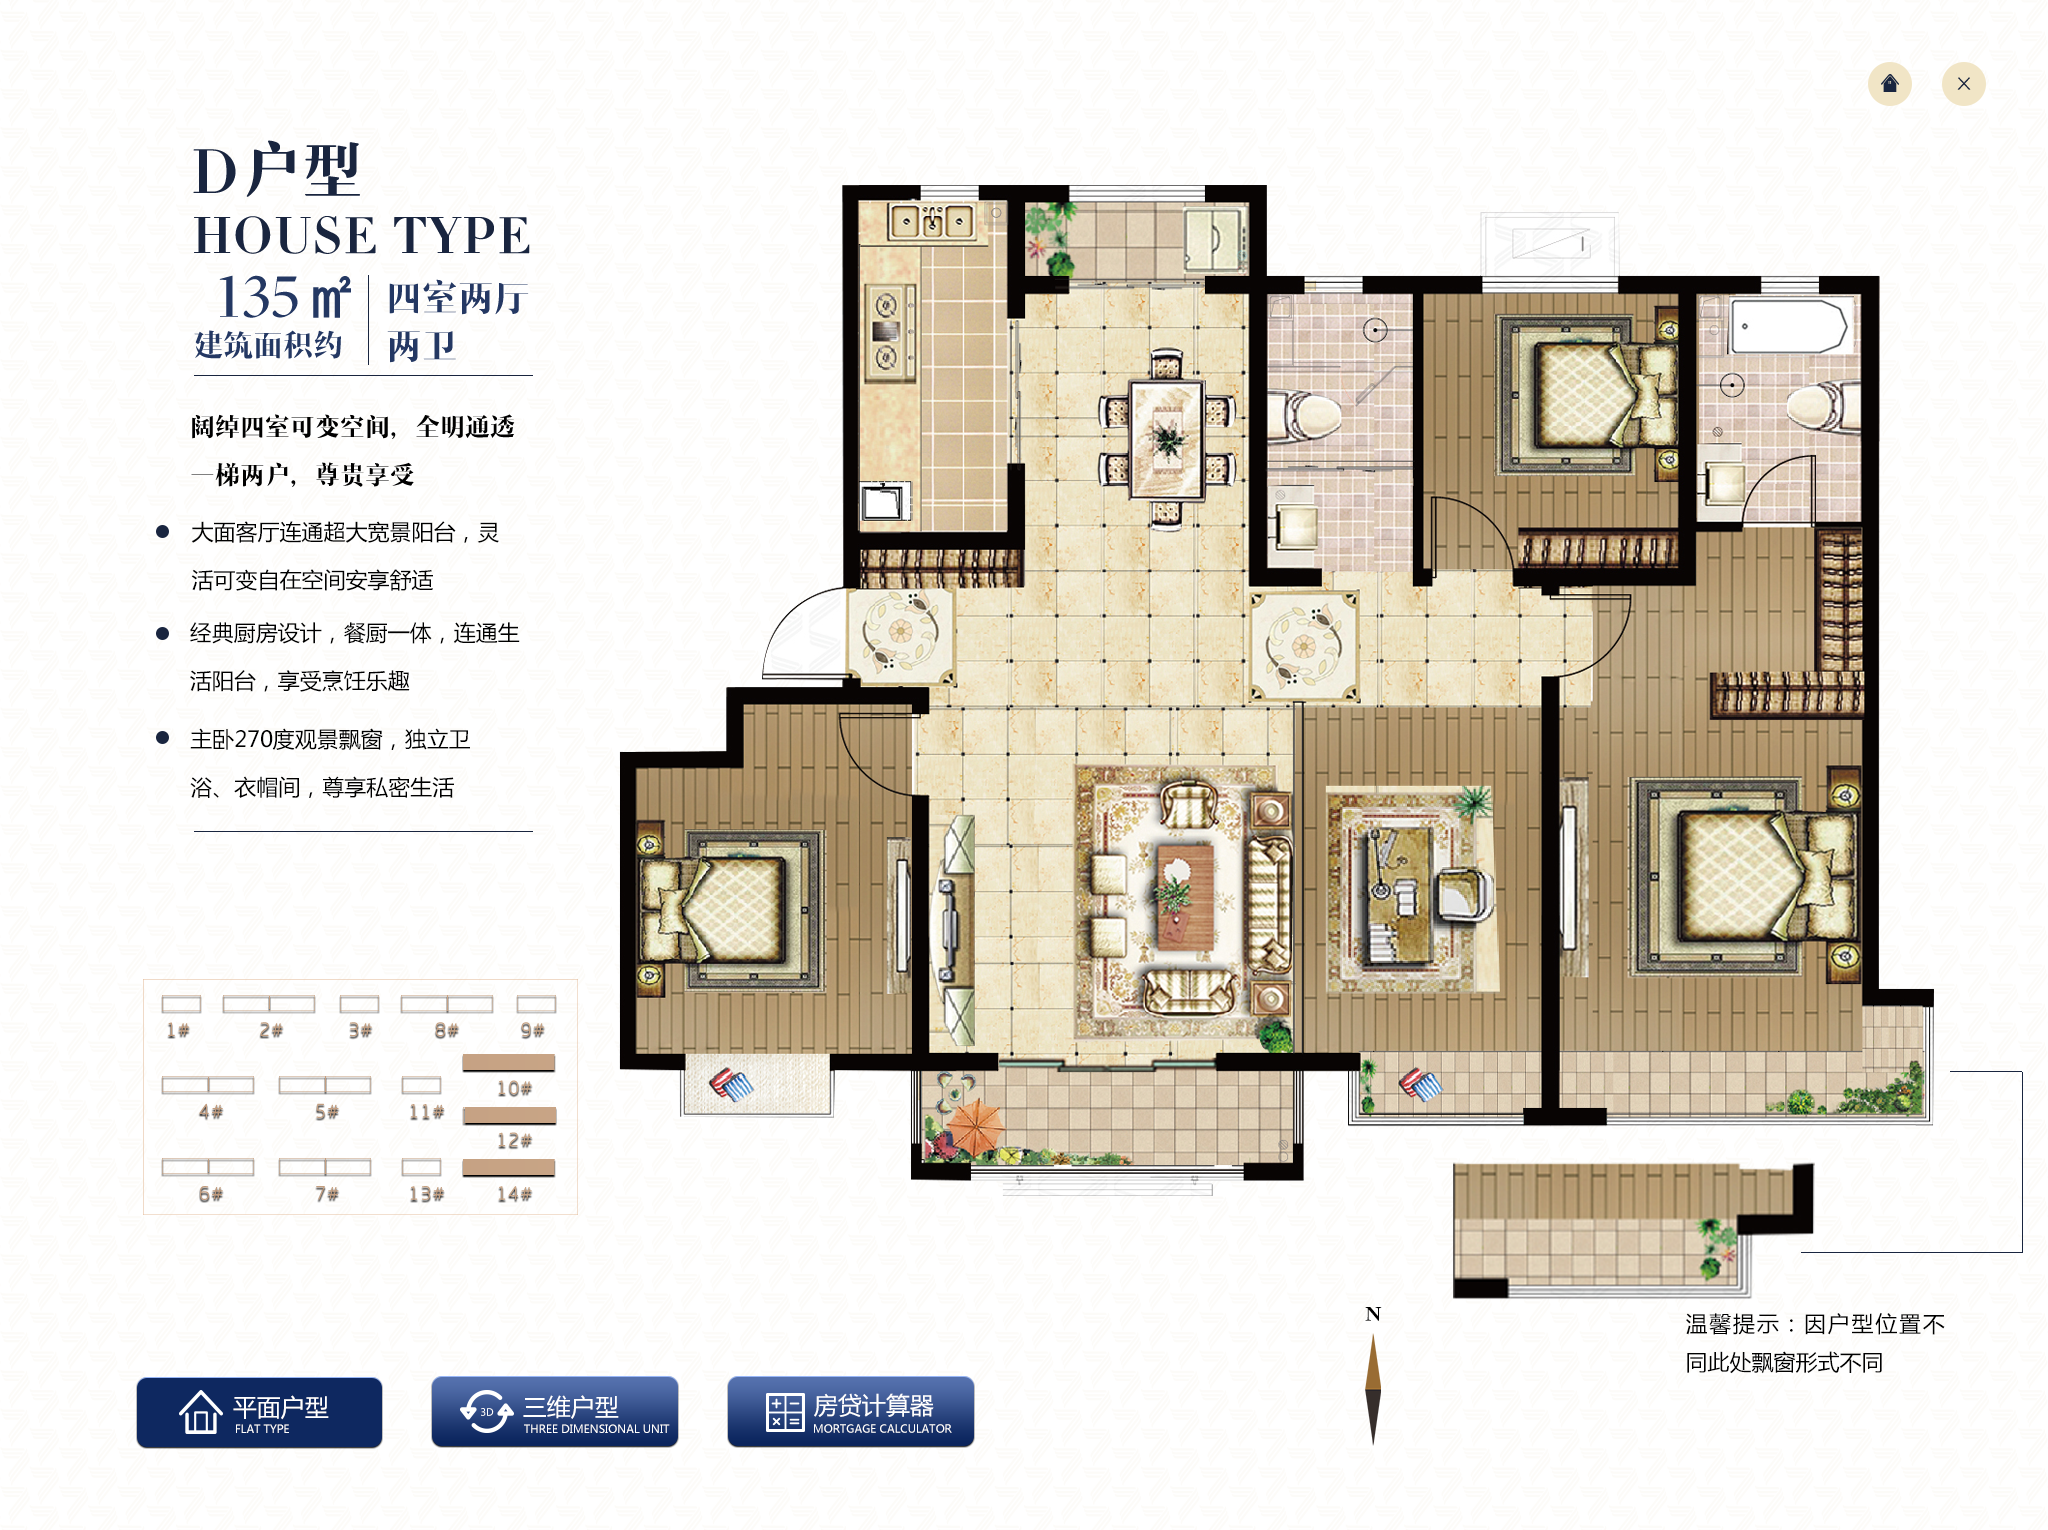 D户型
HOUSE TYPE
135㎡
建筑面积约
四室两厅
两卫
阔绰四室可变空间，全明通透
一梯两户，尊贵享受
大面客厅连通超大宽景阳台，灵
活可变自在空间安享舒适
经典厨房设计，餐厨一体，连通生
活阳台，享受烹饪乐趣
主卧270度观景飘窗，独立卫
浴、衣帽间，尊享私密生活
1# 2# 3# 8# 9#
10#
4# 5# 11#
12#
6# 7# 13# 14#
N
温馨提示：因户型位置不
同此处飘窗形式不同
平面户型
FLAT TYPE
3D
三维户型
THREE DIMENSIONAL UNIT
房贷计算器
MORTGAGE CALCULATOR